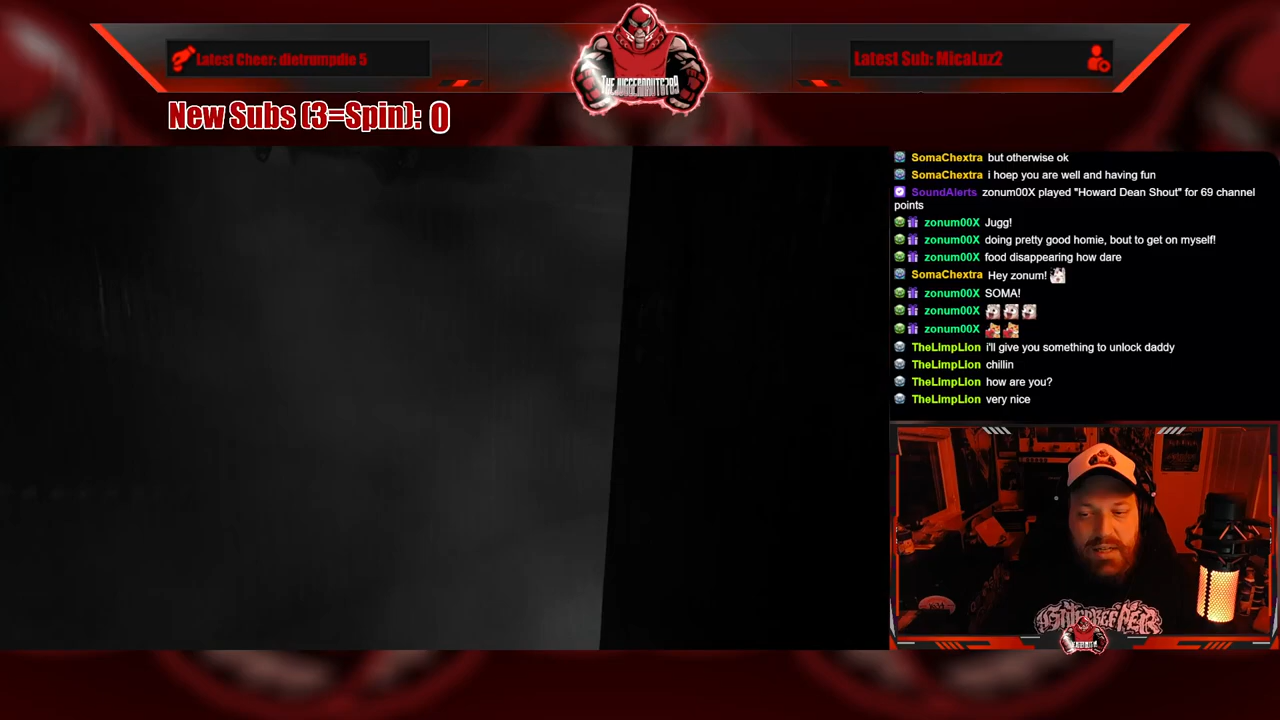 Latest Cheer: dietrumpdie 5
THEJUGGERNAUT6789
Latest Sub: MicaLuz2
New Subs (3=Spin): 0
SomaChextra but otherwise ok
SomaChextra i hoep you are well and having fun
SoundAlerts zonum00X played "Howard Dean Shout" for 69 channel
points
zonum00X Jugg!
zonum00X doing pretty good homie, bout to get on myself!
zonum00X food disappearing how dare
SomaChextra Hey zonum!
zonum00X SOMA!
zonum00X
zonum00X
TheLImpLIon i'll give you something to unlock daddy
TheLImpLIon chillin
TheLImpLIon how are you?
TheLImpLIon very nice